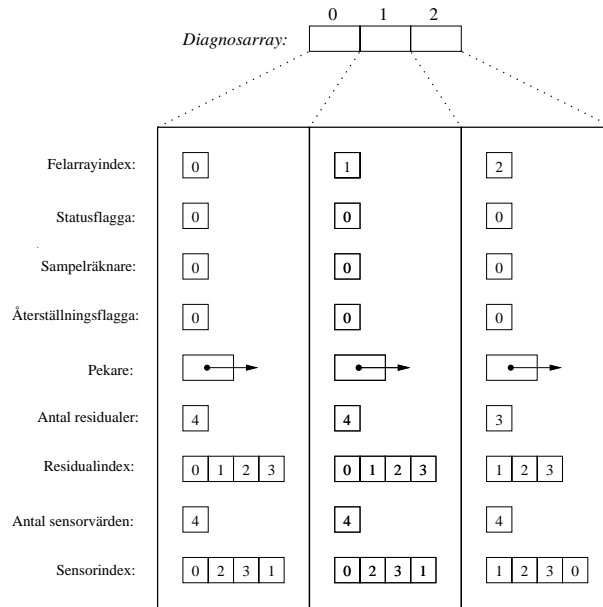 0 1 2
Diagnosarray:
Felarrayindex: 0 1 2
Statusflagga: 0 0 0
Sampelräknare: 0 0 0
Återställningsflagga: 0 0 0
Pekare:
Antal residualer: 4 4 3
Residualindex: 0 1 2 3 0 1 2 3 1 2 3
Antal sensorvärden: 4 4 4
Sensorindex: 0 2 3 1 0 2 3 1 1 2 3 0